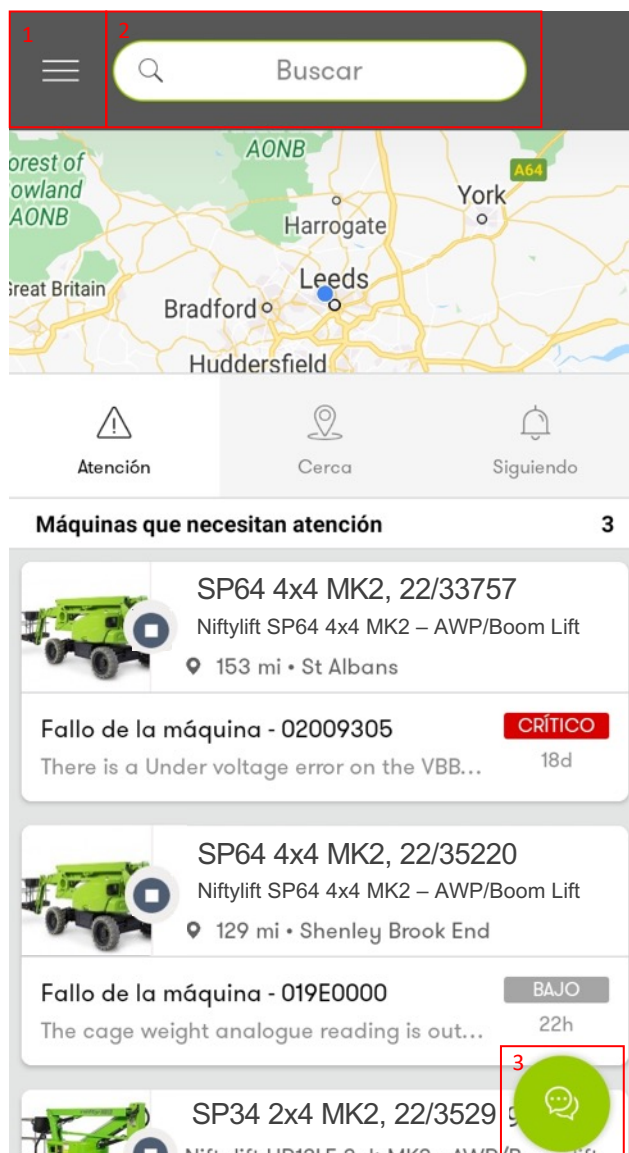 1
2
Buscar
orest of
owland
AONB
AONB
A64
York
Harrogate
Great Britain
Leeds
Bradford
Huddersfield
Atención
Cerca
Siguiendo
Máquinas que necesitan atención 3
SP64 4x4 MK2, 22/33757
Niftylift SP64 4x4 MK2 – AWP/Boom Lift
153 mi • St Albans
Fallo de la máquina - 02009305 CRÍTICO
There is a Under voltage error on the VBB... 18d
SP64 4x4 MK2, 22/35220
Niftylift SP64 4x4 MK2 – AWP/Boom Lift
129 mi • Shenley Brook End
Fallo de la máquina - 019E0000 BAJO
The cage weight analogue reading is out... 22h
3
SP34 2x4 MK2, 22/3529